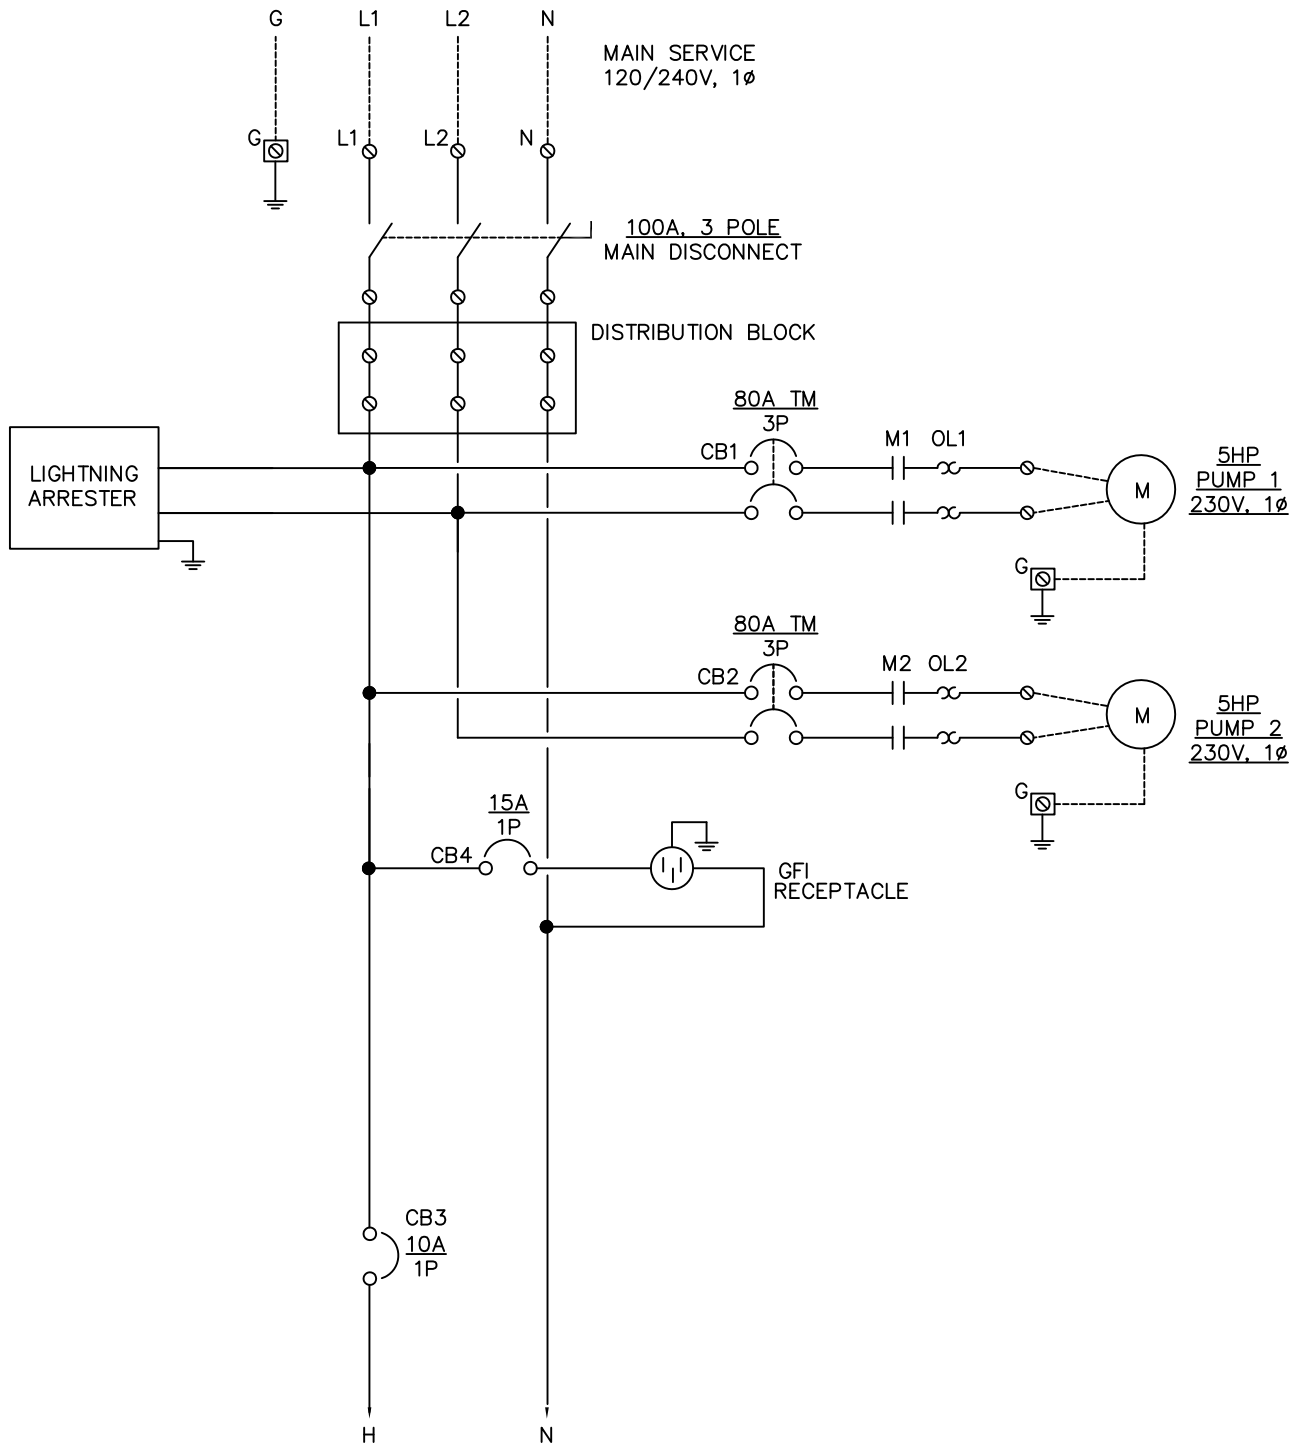 G L1 L2 N
MAIN SERVICE
120/240V, 1ø
G L1 L2 N
100A, 3 POLE
MAIN DISCONNECT
DISTRIBUTION BLOCK
80A TM
3P
CB1 M1 OL1
LIGHTNING
ARRESTER
M
5HP
PUMP 1
230V, 1ø
G
80A TM
3P
CB2 M2 OL2
M
5HP
PUMP 2
230V, 1ø
G
15A
1P
CB4
GFI
RECEPTACLE
CB3
10A
1P
H N